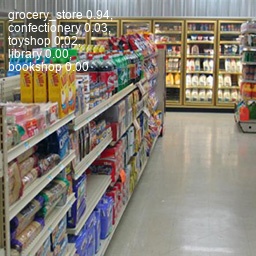 grocery_store 0.94,
confectionery 0.03,
toyshop 0.02,
library 0.00
bookshop 0.00